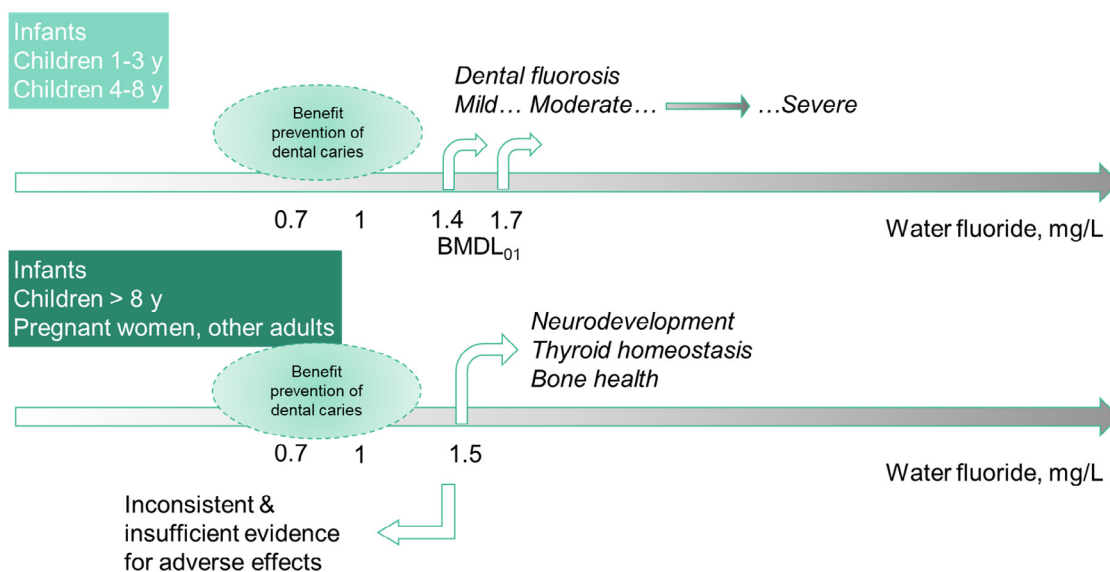 Infants
Children 1-3 y
Children 4-8 y
Dental fluorosis
Mild… Moderate… …Severe
Benefit
prevention of
dental caries
0.7 1 1.4 1.7
BMDL01
Water fluoride, mg/L
Infants
Children > 8 y
Pregnant women, other adults
Neurodevelopment
Thyroid homeostasis
Bone health
Benefit
prevention of
dental caries
0.7 1 1.5
Water fluoride, mg/L
Inconsistent &
insufficient evidence
for adverse effects